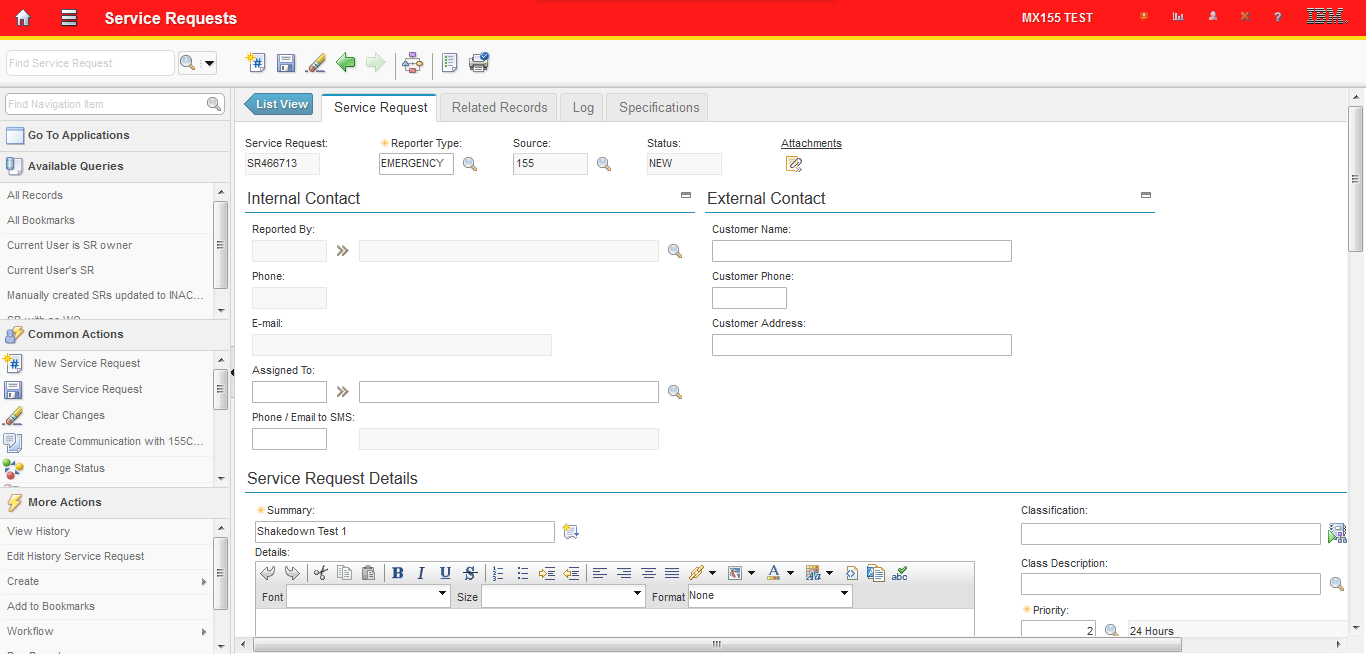 Service Requests
MX155 TEST
IBM.
Find Service Request
Find Navigation Item
Go To Applications
Available Queries
All Records
All Bookmarks
Current User is SR owner
Current User's SR
Manually created SRs updated to INAC...
Common Actions
New Service Request
Save Service Request
Clear Changes
Create Communication with 155C...
Change Status
More Actions
View History
Edit History Service Request
Create
Add to Bookmarks
Workflow
List View
Service Request
Related Records
Log
Specifications
Service Request:
SR466713
Reporter Type:
EMERGENCY
Source:
155
Status:
NEW
Attachments
Internal Contact
Reported By:
Phone:
E-mail:
Assigned To:
Phone / Email to SMS:
External Contact
Customer Name:
Customer Phone:
Customer Address:
Service Request Details
Summary:
Shakedown Test 1
Details:
B I U S
abc
Font
Size
Format None
Classification:
Class Description:
Priority:
2
24 Hours